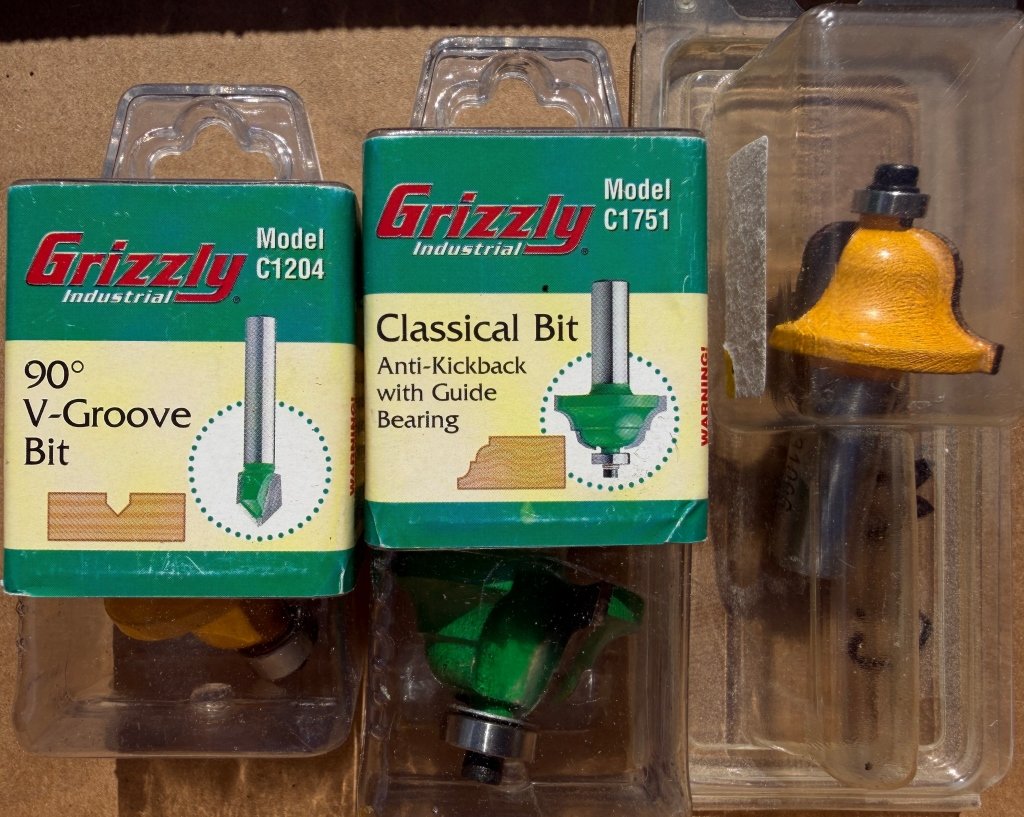 Grizzly
Industrial®
Model
C1204
90°
V-Groove
Bit
WARNING!
Grizzly
Industrial®
Model
C1751
Classical Bit
Anti-Kickback
with Guide
Bearing
WARNING!